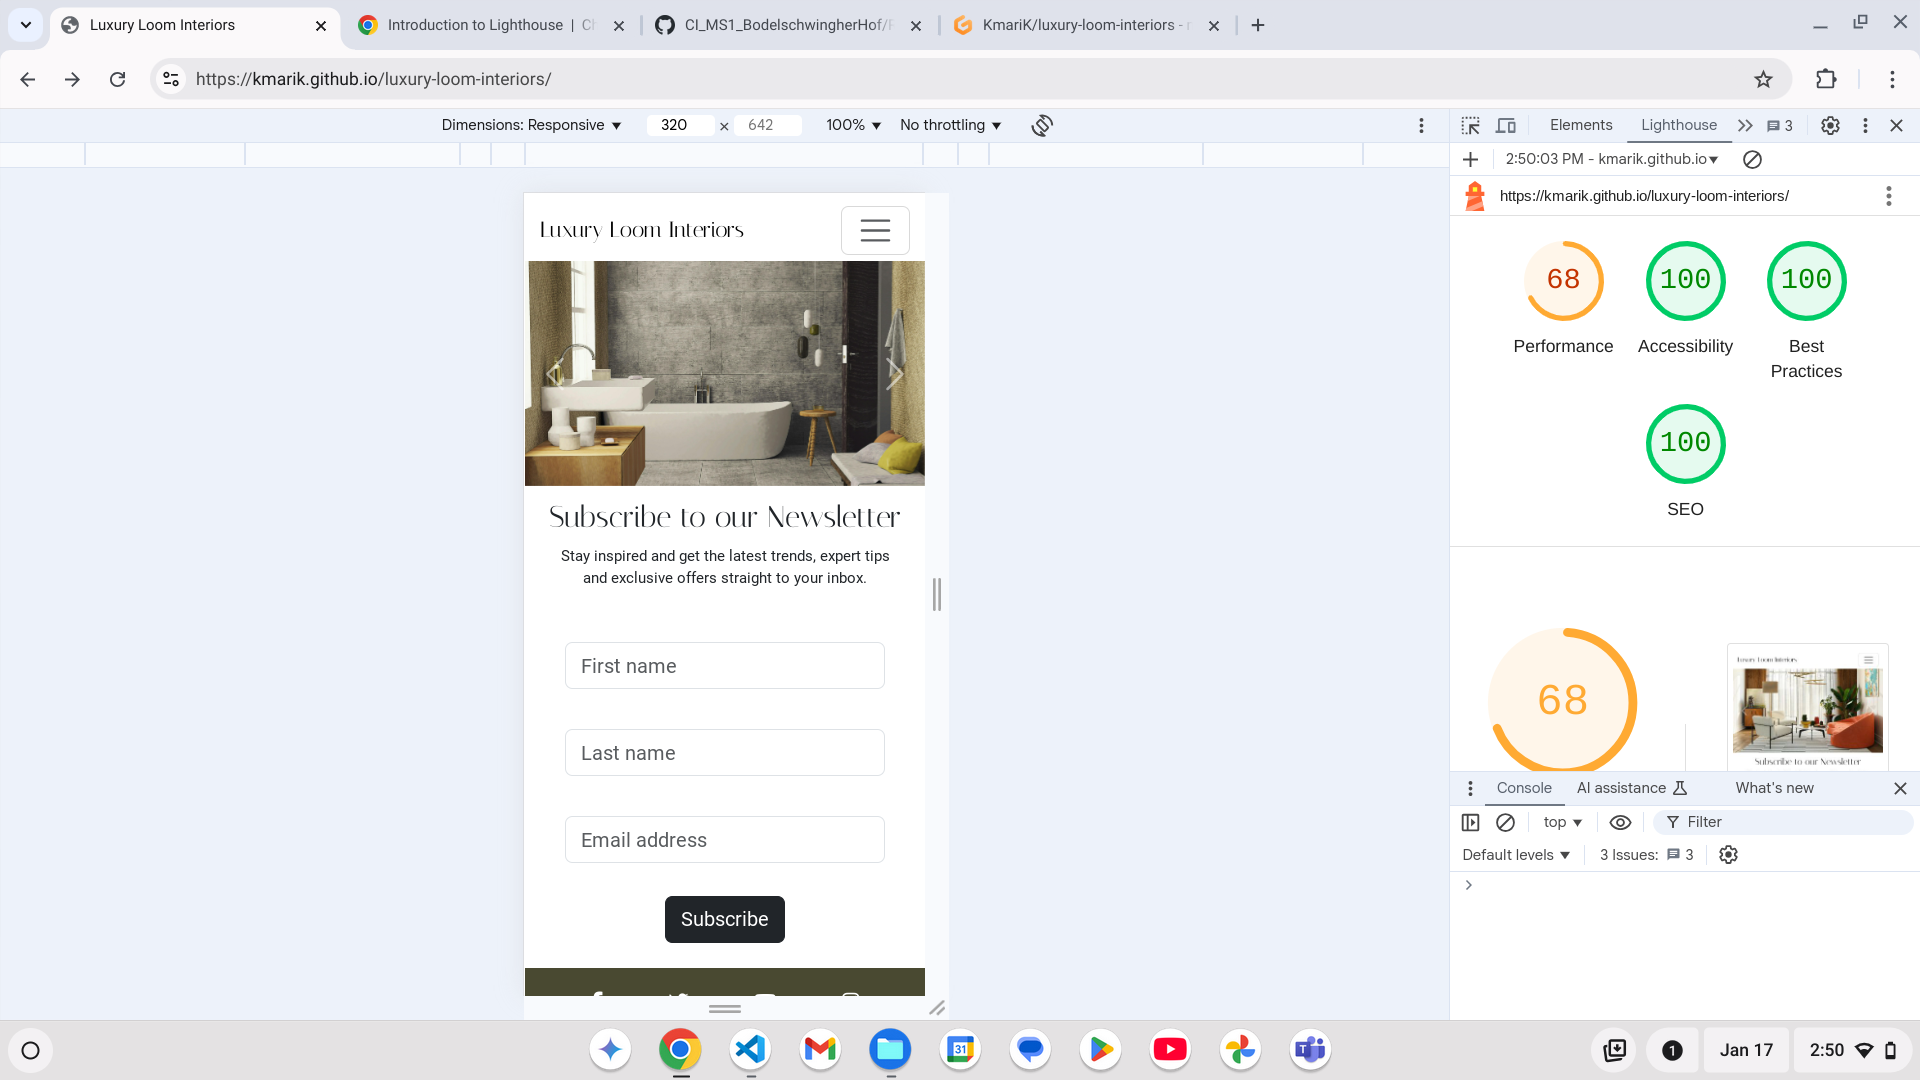 Luxury Loom Interiors
Introduction to Lighthouse | Ch
CI_MS1_BodelschwingherHof/
KmariK/luxury-loom-interiors - r
https://kmarik.github.io/luxury-loom-interiors/
Dimensions: Responsive 320 × 642 100% No throttling
Elements Lighthouse 3
2:50:03 PM - kmarik.github.io
https://kmarik.github.io/luxury-loom-interiors/
Luxury Loom Interiors
68 100 100
Performance Accessibility Best
Practices
100
SEO
Subscribe to our Newsletter
Stay inspired and get the latest trends, expert tips
and exclusive offers straight to your inbox.
First name
Last name
Email address
Subscribe
68
Luxury Loom Interiors
Subscribe to our Newsletter
Console AI assistance What's new
top Filter
Default levels 3 Issues: 3
31
1 Jan 17 2:50